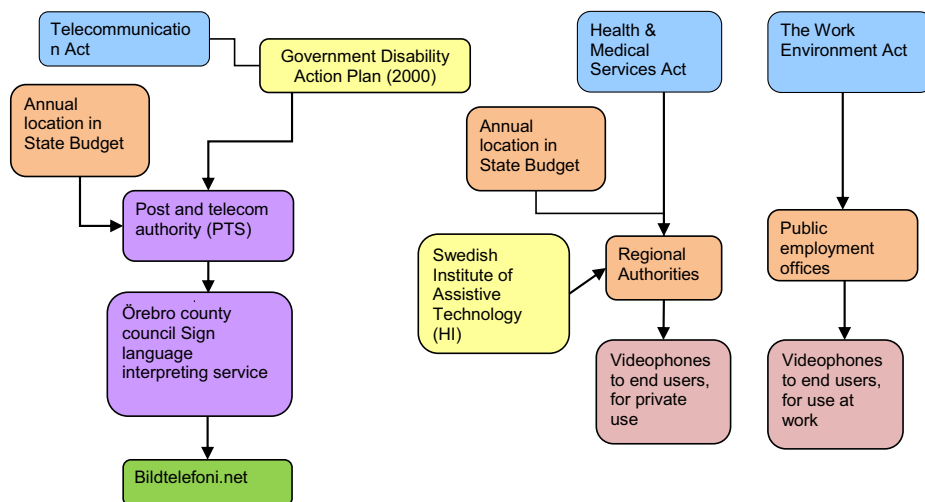 Telecommunicatio
n Act
Government Disability
Action Plan (2000)
Health &
Medical
Services Act
The Work
Environment Act
Annual
location in
State Budget
Annual
location in
State Budget
Post and telecom
authority (PTS)
Public
employment
offices
Swedish
Institute of
Assistive
Technology
(HI)
Regional
Authorities
Örebro county
council Sign
language
interpreting service
Videophones
to end users,
for private
use
Videophones
to end users,
for use at
work
Bildtelefoni.net